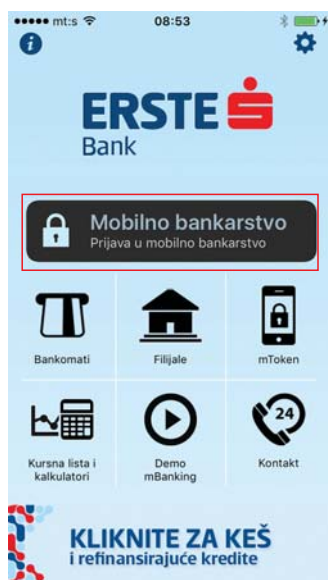 mt:s 08:53
ERSTE
Bank
Mobilno bankarstvo
Prijava u mobilno bankarstvo
Bankomati Filijale mToken
24
Kursna lista i Demo Kontakt
kalkulatori mBanking
KLIKNITE ZA KEŠ
i refinansirajuće kredite